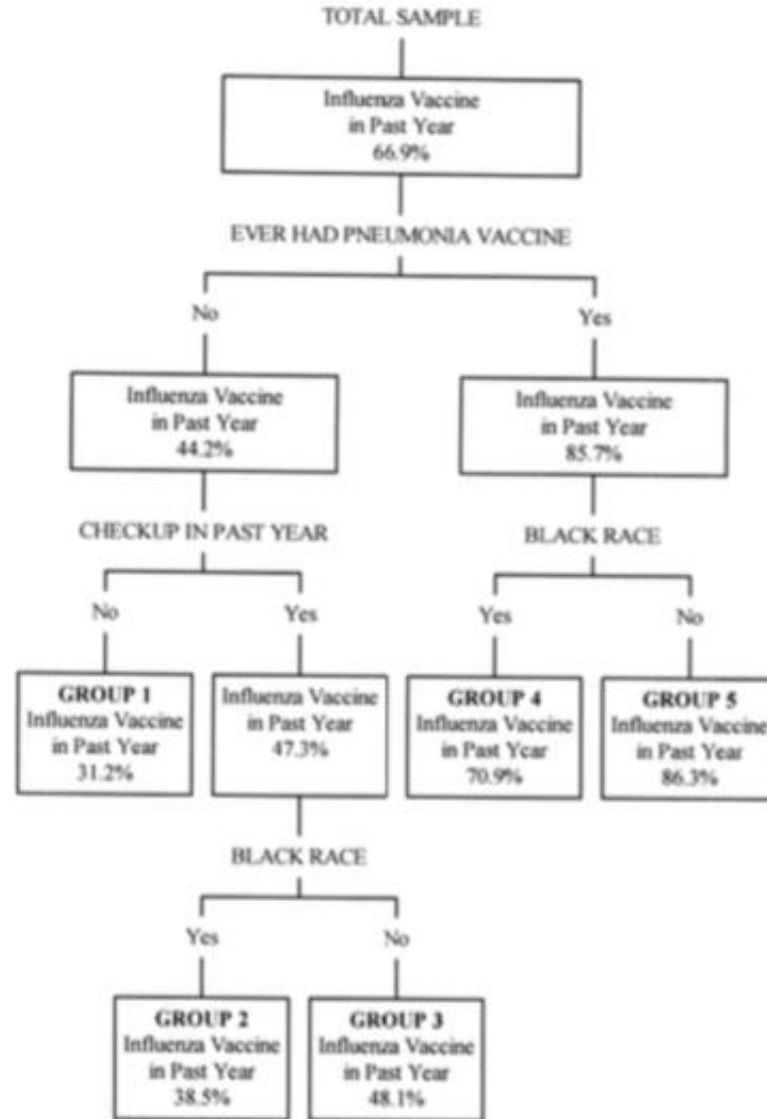 TOTAL SAMPLE
Influenza Vaccine
in Past Year
66.9%
EVER HAD PNEUMONIA VACCINE
No
Yes
Influenza Vaccine
in Past Year
44.2%
Influenza Vaccine
in Past Year
85.7%
CHECKUP IN PAST YEAR
BLACK RACE
No
Yes
Yes
No
GROUP 1
Influenza Vaccine
in Past Year
31.2%
Influenza Vaccine
in Past Year
47.3%
GROUP 4
Influenza Vaccine
in Past Year
70.9%
GROUP 5
Influenza Vaccine
in Past Year
86.3%
BLACK RACE
Yes
No
GROUP 2
Influenza Vaccine
in Past Year
38.5%
GROUP 3
Influenza Vaccine
in Past Year
48.1%